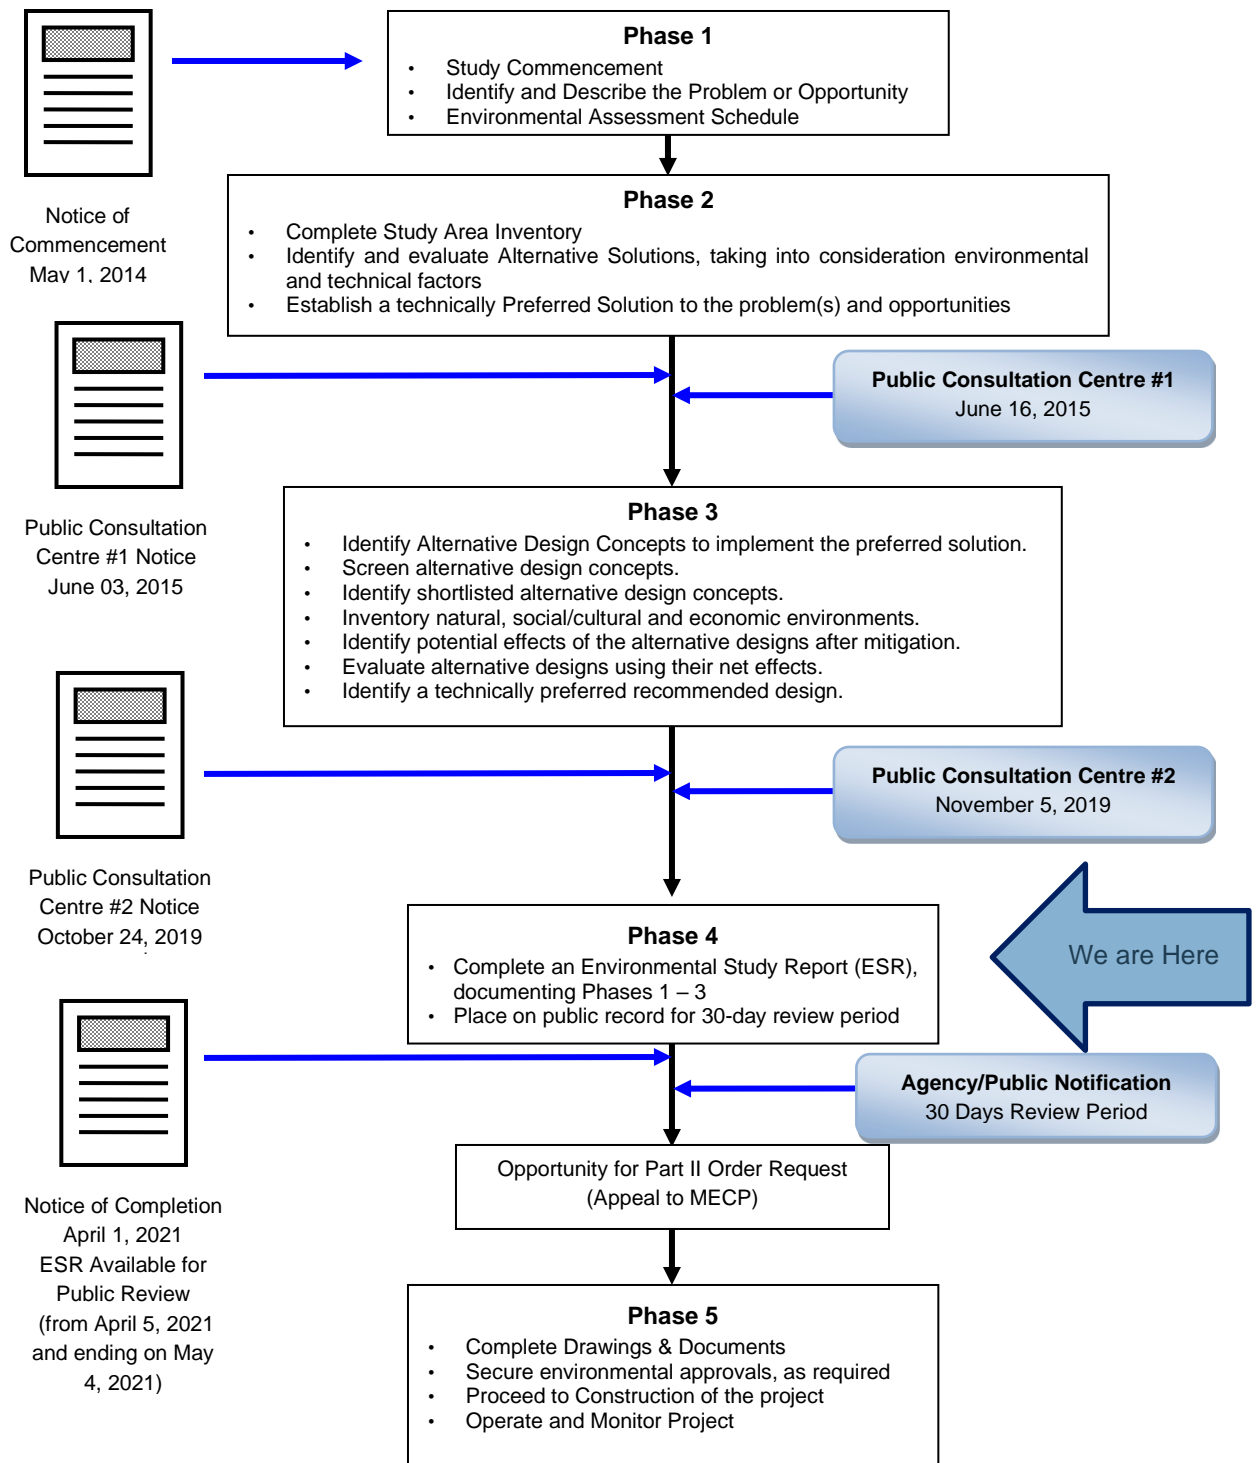 Phase 1
• Study Commencement
• Identify and Describe the Problem or Opportunity
• Environmental Assessment Schedule
Notice of
Commencement
May 1, 2014
Phase 2
• Complete Study Area Inventory
• Identify and evaluate Alternative Solutions, taking into consideration environmental
and technical factors
• Establish a technically Preferred Solution to the problem(s) and opportunities
Public Consultation Centre #1
June 16, 2015
Public Consultation
Centre #1 Notice
June 03, 2015
Phase 3
• Identify Alternative Design Concepts to implement the preferred solution.
• Screen alternative design concepts.
• Identify shortlisted alternative design concepts.
• Inventory natural, social/cultural and economic environments.
• Identify potential effects of the alternative designs after mitigation.
• Evaluate alternative designs using their net effects.
• Identify a technically preferred recommended design.
Public Consultation Centre #2
November 5, 2019
Public Consultation
Centre #2 Notice
October 24, 2019
Phase 4
• Complete an Environmental Study Report (ESR),
documenting Phases 1 – 3
• Place on public record for 30-day review period
We are Here
Agency/Public Notification
30 Days Review Period
Opportunity for Part II Order Request
(Appeal to MECP)
Notice of Completion
April 1, 2021
ESR Available for
Public Review
(from April 5, 2021
and ending on May
4, 2021)
Phase 5
• Complete Drawings & Documents
• Secure environmental approvals, as required
• Proceed to Construction of the project
• Operate and Monitor Project